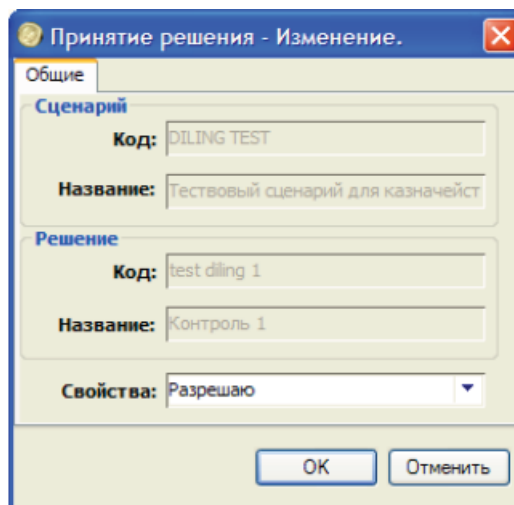 Принятие решения - Изменение.
Общие
Сценарий
Код: DILING TEST
Название: Тествовый сценарий для казначейст
Решение
Код: test diling 1
Название: Контроль 1
Свойства: Разрешаю
OK Отменить